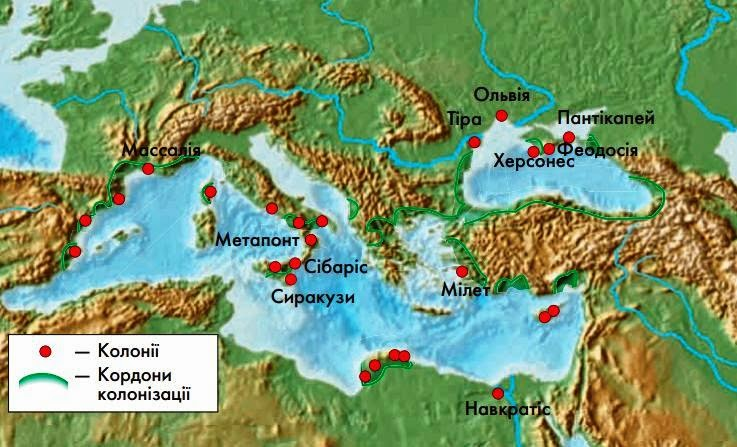 Ольвія
Тіра
Пантікапей
Массалія
Феодосія
Херсонес
Метапонт
Сібаріс
Мілет
Сиракузи
— Колонії
— Кордони
колонізації
Навкратіс